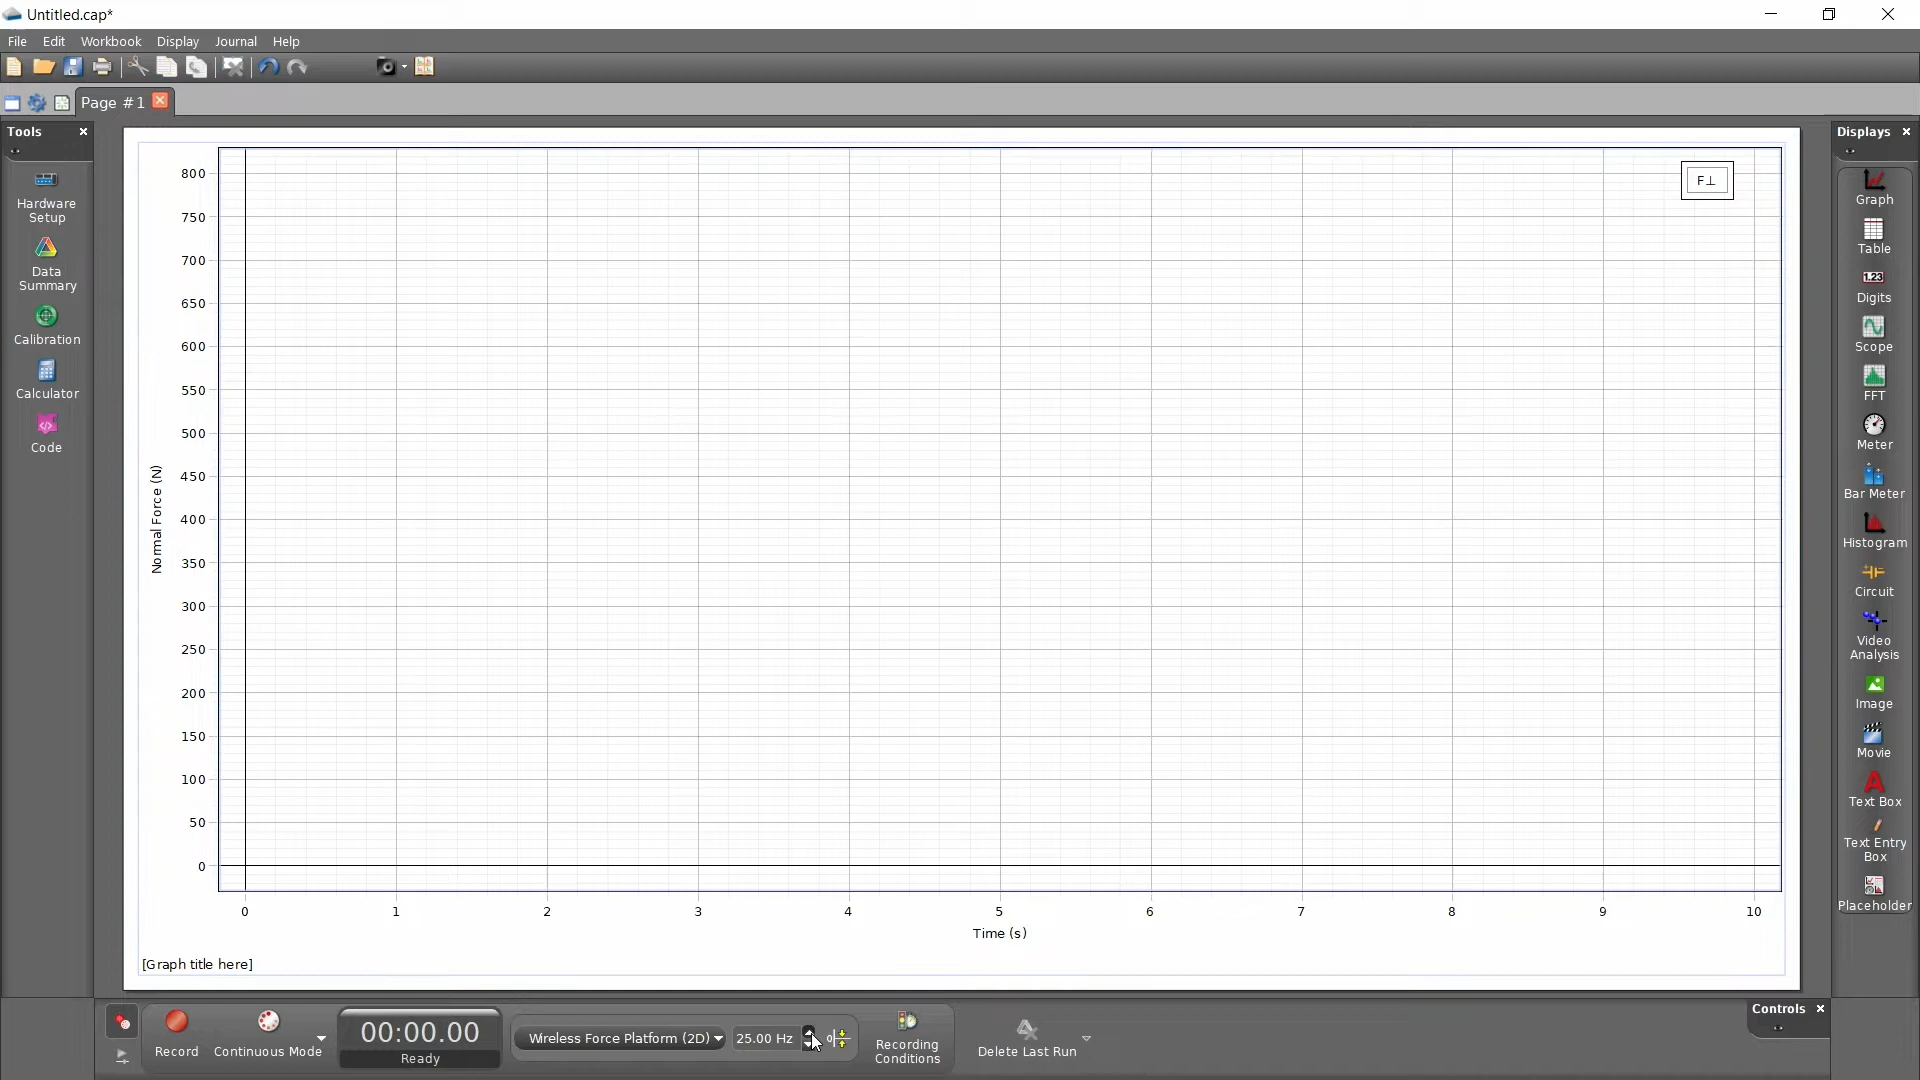 Untitled.cap*
File Edit Workbook Display Journal Help
Page #1
Tools
Hardware
Setup
Data
Summary
Calibration
Calculator
Code
800
750
700
650
600
550
500
450
400
350
300
250
200
150
100
50
0
Normal Force (N)
F⊥
0 1 2 3 4 5 6 7 8 9 10
Time (s)
[Graph title here]
Displays
Graph
Table
1.23
Digits
Scope
FFT
Meter
Bar Meter
Histogram
Circuit
Video
Analysis
Image
Movie
A
Text Box
Text Entry
Box
Placeholder
Record
Continuous Mode
00:00.00
Ready
Wireless Force Platform (2D)
25.00 Hz
0
Recording
Conditions
Delete Last Run
Controls